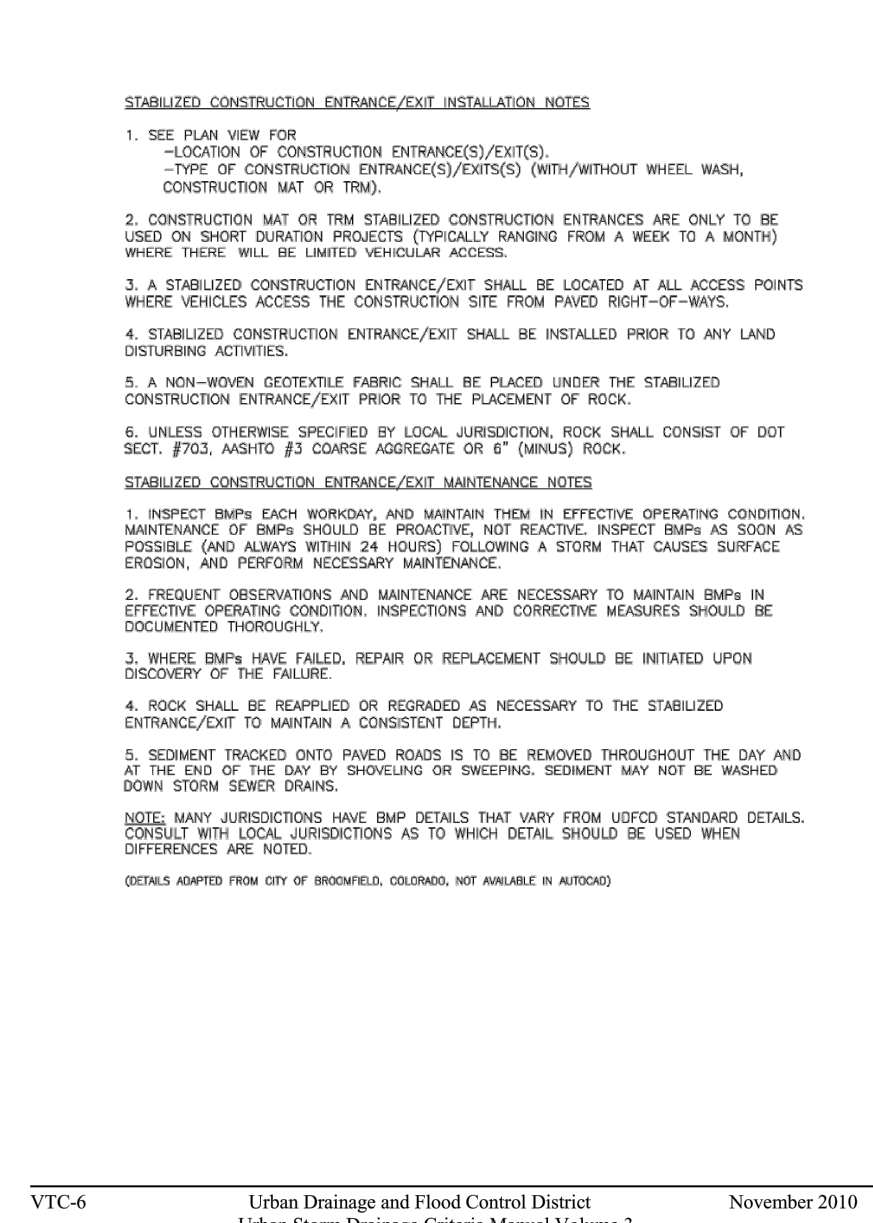 STABILIZED CONSTRUCTION ENTRANCE/EXIT INSTALLATION NOTES
1. SEE PLAN VIEW FOR
-LOCATION OF CONSTRUCTION ENTRANCE(S)/EXIT(S).
-TYPE OF CONSTRUCTION ENTRANCE(S)/EXITS(S) (WITH/WITHOUT WHEEL WASH,
CONSTRUCTION MAT OR TRM).
2. CONSTRUCTION MAT OR TRM STABILIZED CONSTRUCTION ENTRANCES ARE ONLY TO BE
USED ON SHORT DURATION PROJECTS (TYPICALLY RANGING FROM A WEEK TO A MONTH)
WHERE THERE WILL BE LIMITED VEHICULAR ACCESS.
3. A STABILIZED CONSTRUCTION ENTRANCE/EXIT SHALL BE LOCATED AT ALL ACCESS POINTS
WHERE VEHICLES ACCESS THE CONSTRUCTION SITE FROM PAVED RIGHT-OF-WAYS.
4. STABILIZED CONSTRUCTION ENTRANCE/EXIT SHALL BE INSTALLED PRIOR TO ANY LAND
DISTURBING ACTIVITIES.
5. A NON-WOVEN GEOTEXTILE FABRIC SHALL BE PLACED UNDER THE STABILIZED
CONSTRUCTION ENTRANCE/EXIT PRIOR TO THE PLACEMENT OF ROCK.
6. UNLESS OTHERWISE SPECIFIED BY LOCAL JURISDICTION, ROCK SHALL CONSIST OF DOT
SECT. #703, AASHTO #3 COARSE AGGREGATE OR 6" (MINUS) ROCK.
STABILIZED CONSTRUCTION ENTRANCE/EXIT MAINTENANCE NOTES
1. INSPECT BMPs EACH WORKDAY, AND MAINTAIN THEM IN EFFECTIVE OPERATING CONDITION.
MAINTENANCE OF BMPs SHOULD BE PROACTIVE, NOT REACTIVE. INSPECT BMPs AS SOON AS
POSSIBLE (AND ALWAYS WITHIN 24 HOURS) FOLLOWING A STORM THAT CAUSES SURFACE
EROSION, AND PERFORM NECESSARY MAINTENANCE.
2. FREQUENT OBSERVATIONS AND MAINTENANCE ARE NECESSARY TO MAINTAIN BMPs IN
EFFECTIVE OPERATING CONDITION. INSPECTIONS AND CORRECTIVE MEASURES SHOULD BE
DOCUMENTED THOROUGHLY.
3. WHERE BMPs HAVE FAILED, REPAIR OR REPLACEMENT SHOULD BE INITIATED UPON
DISCOVERY OF THE FAILURE.
4. ROCK SHALL BE REAPPLIED OR REGRADED AS NECESSARY TO THE STABILIZED
ENTRANCE/EXIT TO MAINTAIN A CONSISTENT DEPTH.
5. SEDIMENT TRACKED ONTO PAVED ROADS IS TO BE REMOVED THROUGHOUT THE DAY AND
AT THE END OF THE DAY BY SHOVELING OR SWEEPING. SEDIMENT MAY NOT BE WASHED
DOWN STORM SEWER DRAINS.
NOTE: MANY JURISDICTIONS HAVE BMP DETAILS THAT VARY FROM UDFCD STANDARD DETAILS.
CONSULT WITH LOCAL JURISDICTIONS AS TO WHICH DETAIL SHOULD BE USED WHEN
DIFFERENCES ARE NOTED.
(DETAILS ADAPTED FROM CITY OF BROOMFIELD, COLORADO, NOT AVAILABLE IN AUTOCAD)
VTC-6 Urban Drainage and Flood Control District November 2010
Urban Storm Drainage Criteria Manual Volume 3